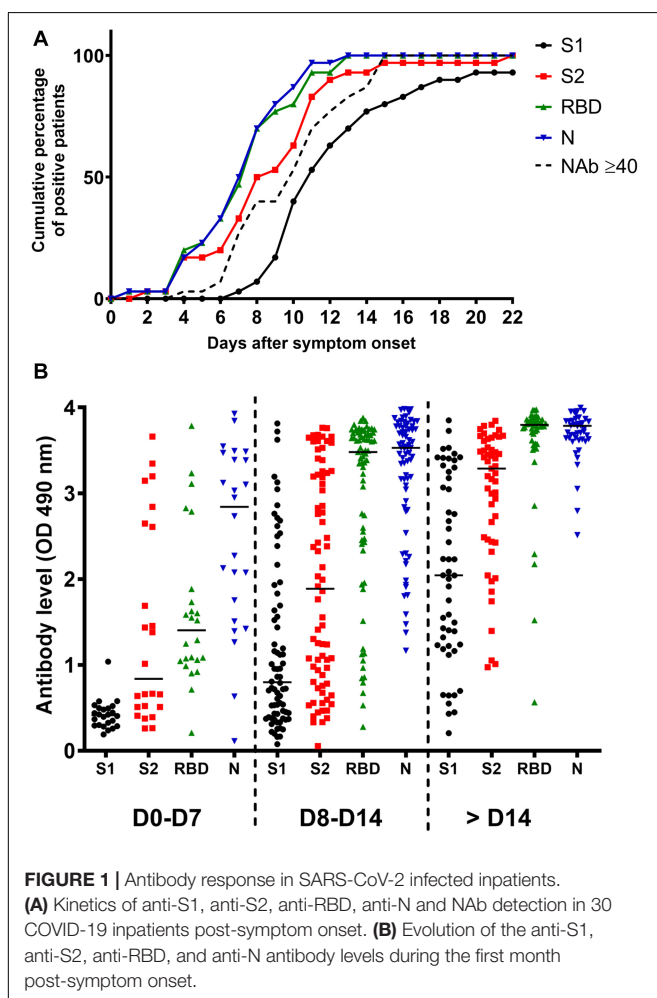 A
Cumulative percentage
of positive patients
100
50
0
0 2 4 6 8 10 12 14 16 18 20 22
Days after symptom onset
S1
S2
RBD
N
NAb ≥40
B
Antibody level (OD 490 nm)
4
3
2
1
0
S1 S2 RBD N S1 S2 RBD N S1 S2 RBD N
D0-D7 D8-D14 > D14
FIGURE 1 | Antibody response in SARS-CoV-2 infected inpatients.
(A) Kinetics of anti-S1, anti-S2, anti-RBD, anti-N and NAb detection in 30
COVID-19 inpatients post-symptom onset. (B) Evolution of the anti-S1,
anti-S2, anti-RBD, and anti-N antibody levels during the first month
post-symptom onset.